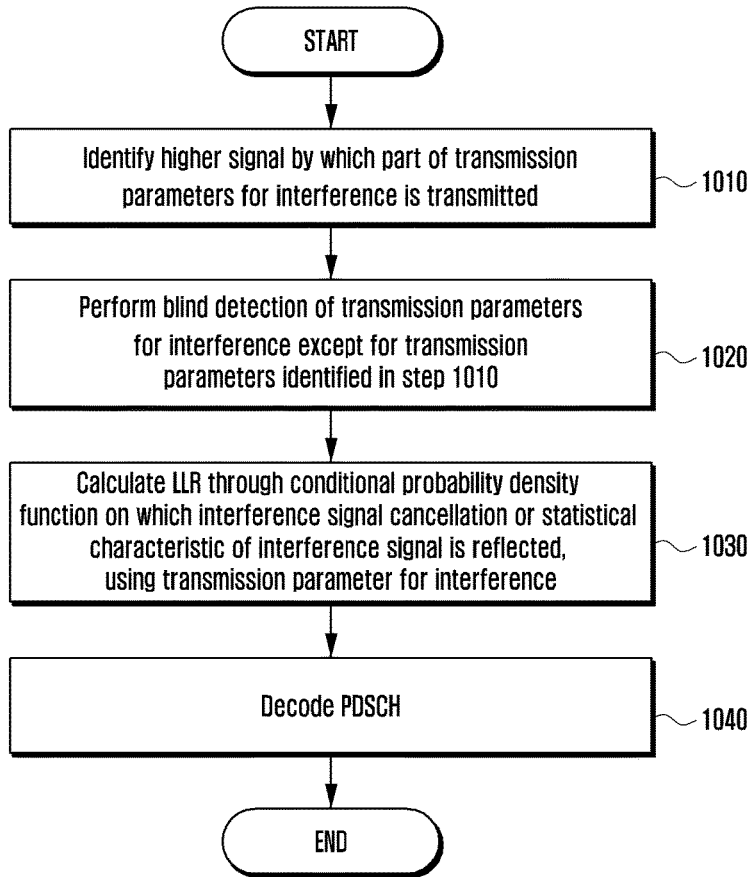 START
Identify higher signal by which part of transmission
parameters for interference is transmitted
1010
Perform blind detection of transmission parameters
for interference except for transmission
parameters identified in step 1010
1020
Calculate LLR through conditional probability density
function on which interference signal cancellation or statistical
characteristic of interference signal is reflected,
using transmission parameter for interference
1030
Decode PDSCH
1040
END